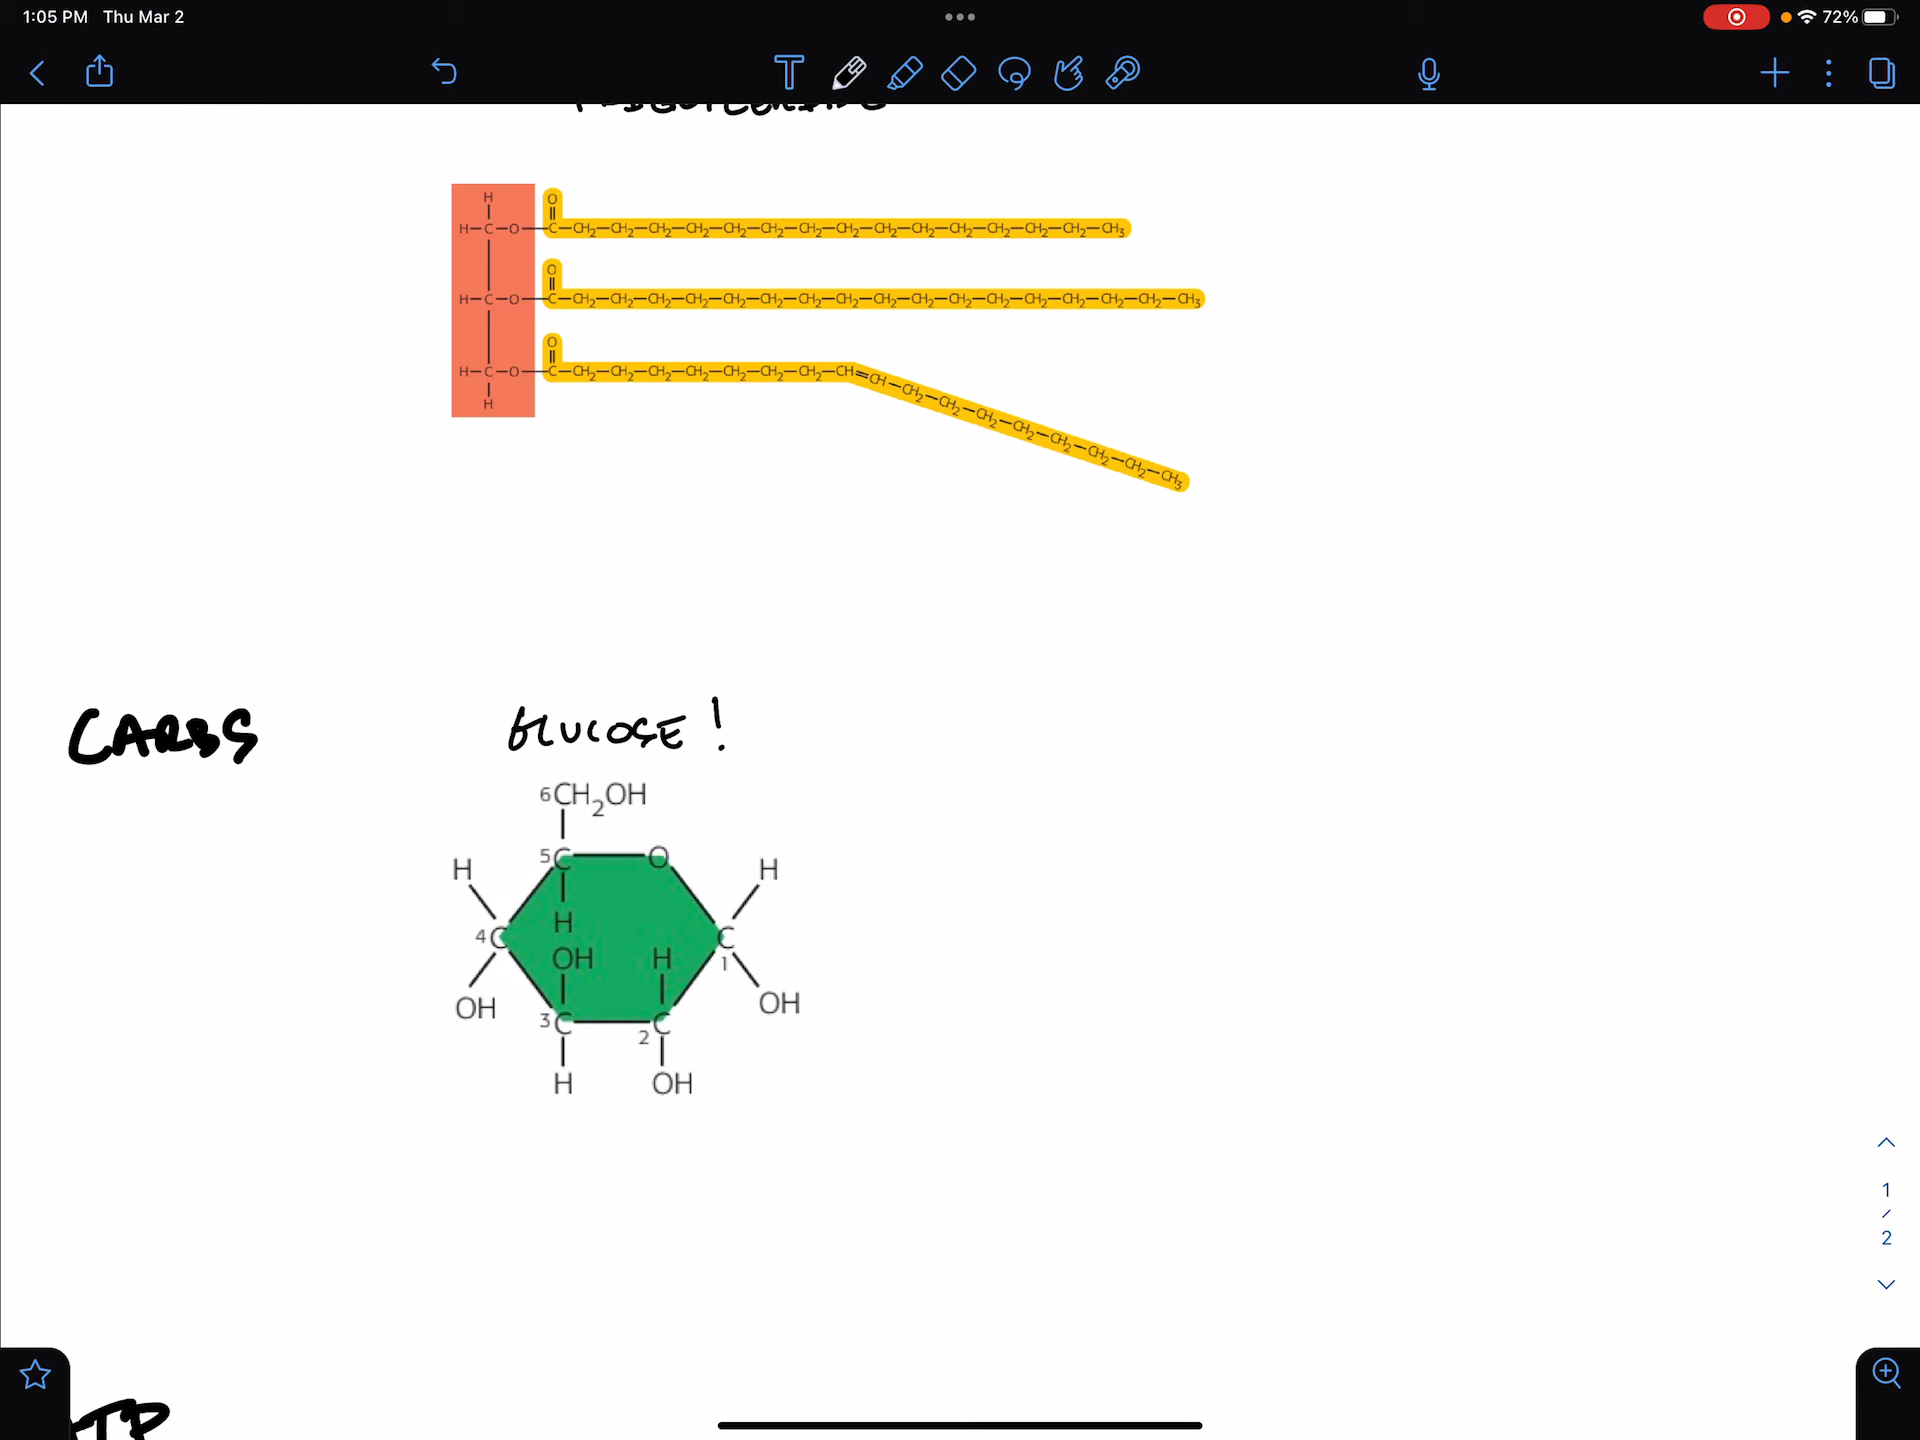 1:05 PM Thu Mar 2
72%
H
H-C-O-C-CH2-CH2-CH2-CH2-CH2-CH2-CH2-CH2-CH2-CH2-CH2-CH2-CH2-CH2-CH3
O
H-C-O-C-CH2-CH2-CH2-CH2-CH2-CH2-CH2-CH2-CH2-CH2-CH2-CH2-CH2-CH2-CH2-CH2-CH3
O
H-C-O-C-CH2-CH2-CH2-CH2-CH2-CH2-CH2-CH=CH-CH2-CH2-CH2-CH2-CH2-CH2-CH2-CH3
O
H
CARBS GLUCOSE!
6CH2OH
H 5C O H
H
4C OH H C
1
OH 3C 2C OH
H OH
1
/
2